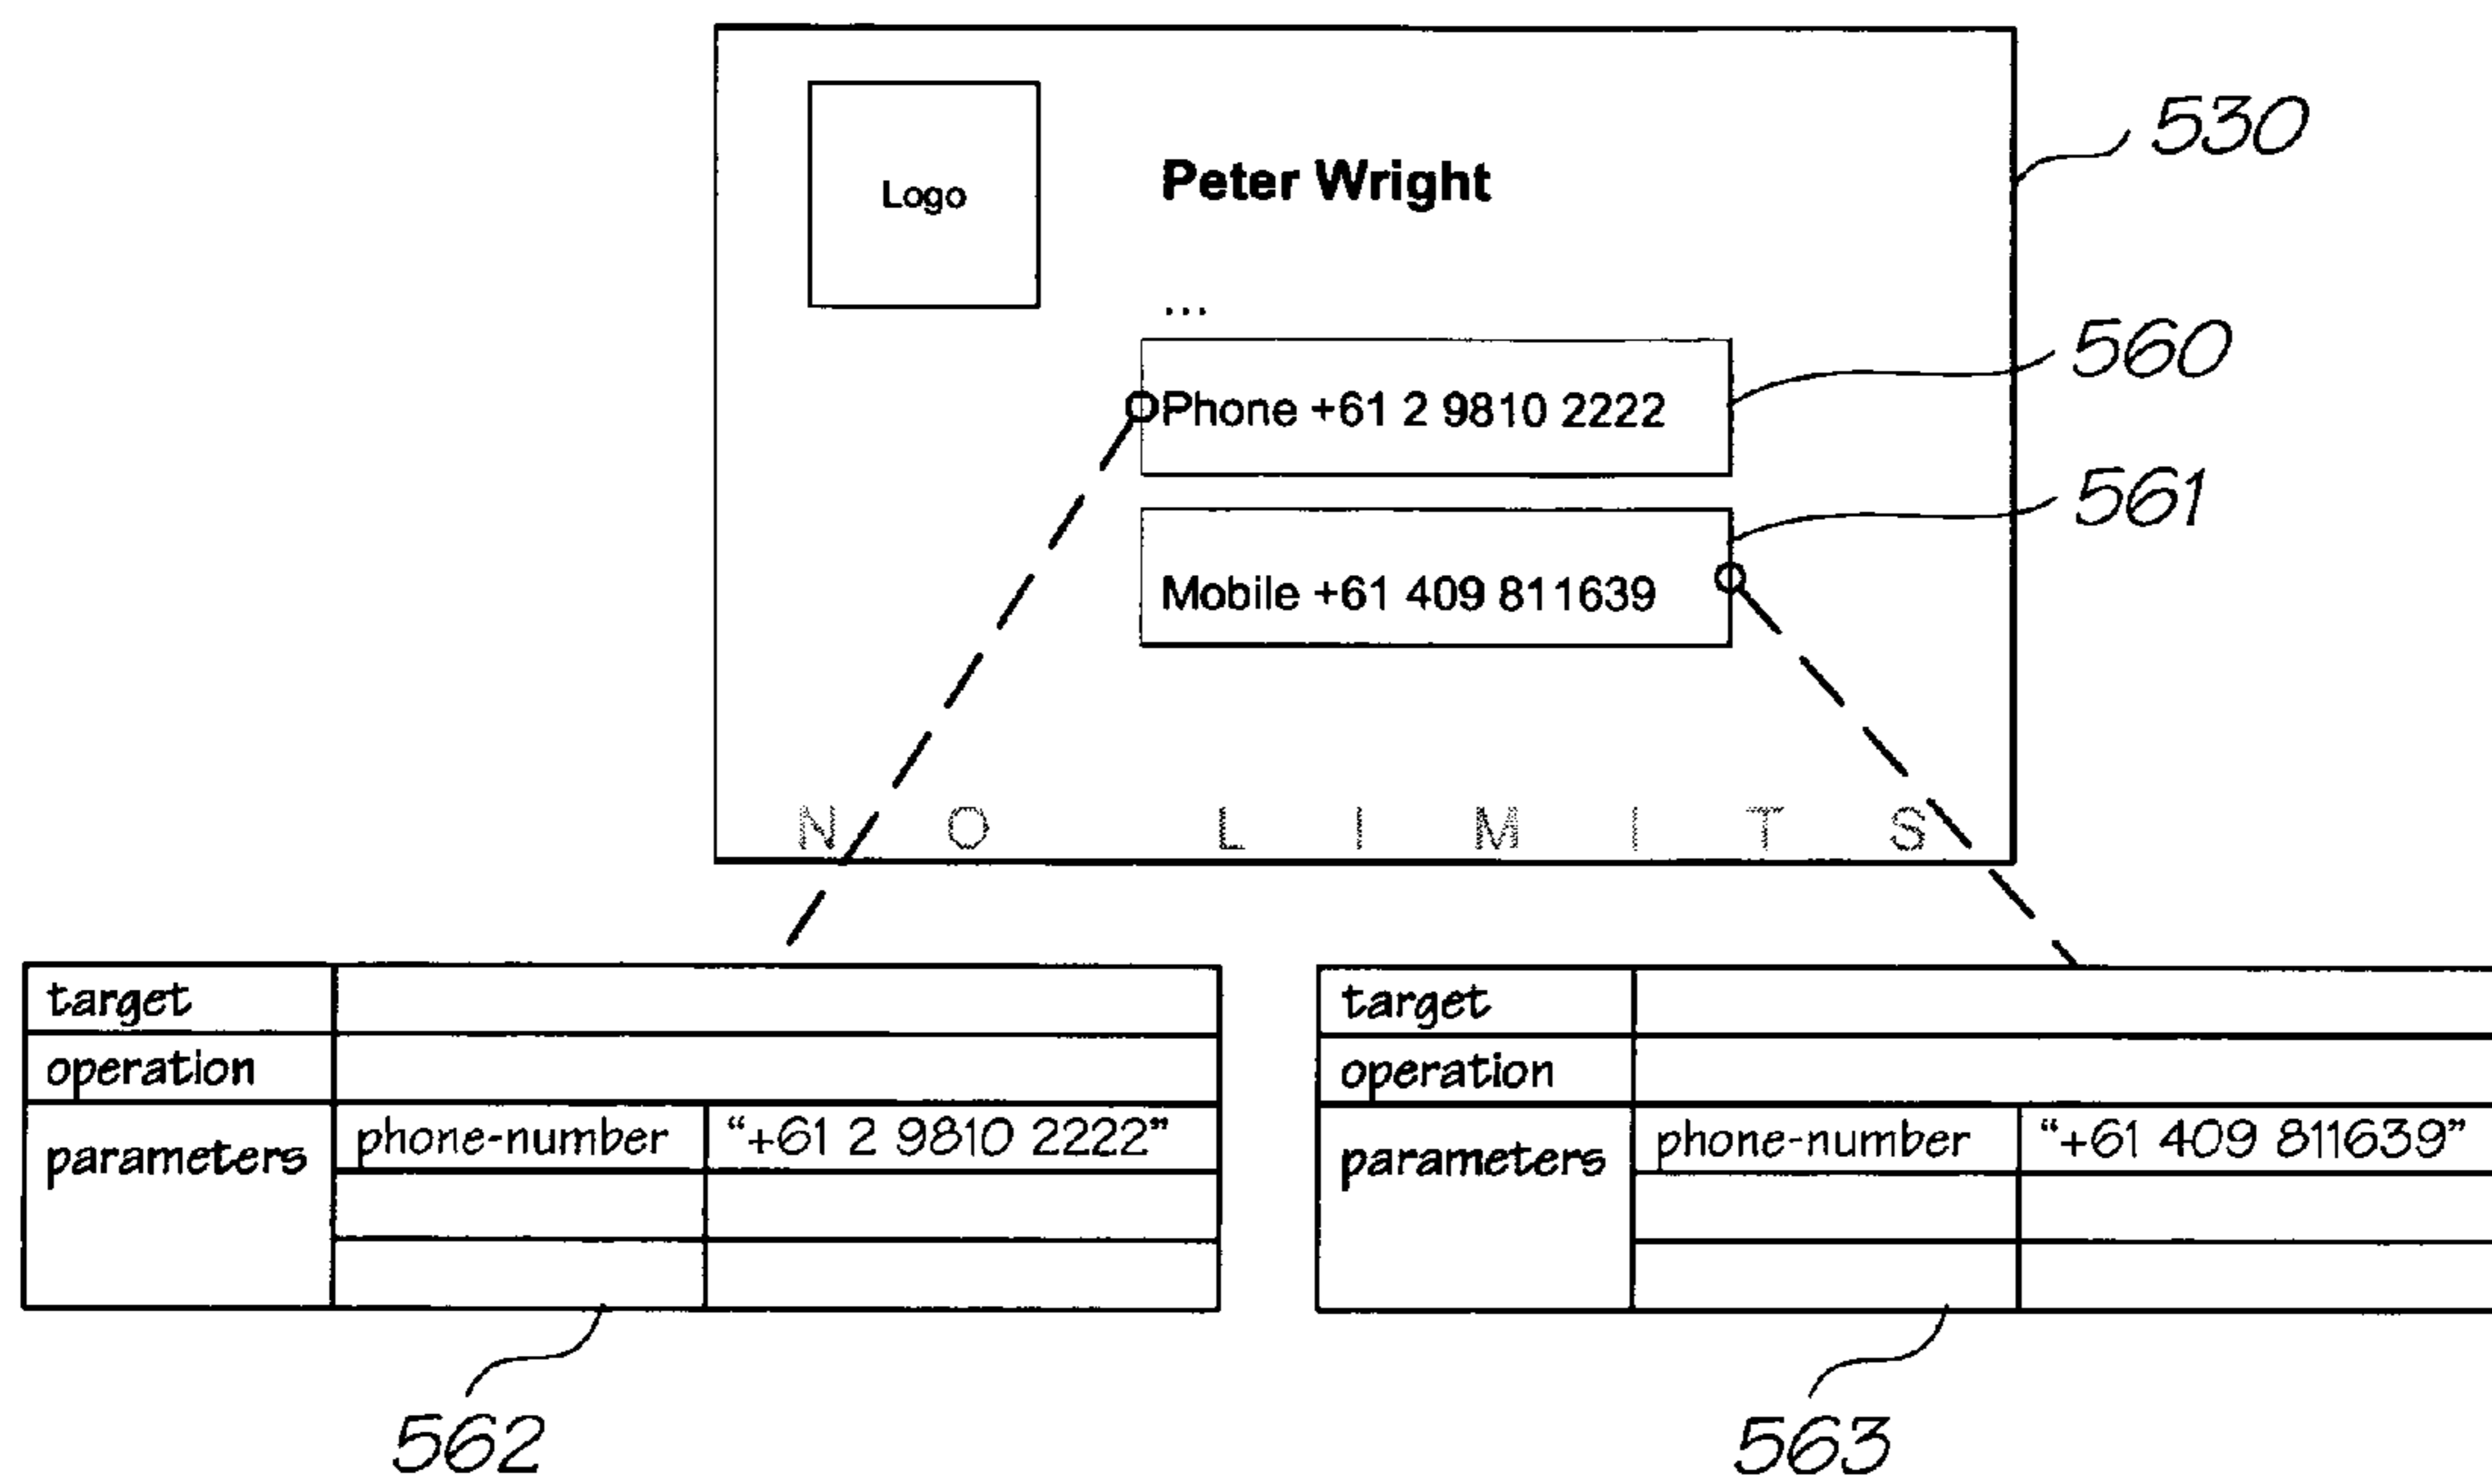 Logo
Peter Wright
530
...
560
Phone +61 2 9810 2222
561
Mobile +61 409 811639
N O L I M I T S
target
operation
parameters
phone-number “+61 2 9810 2222”
562
target
operation
parameters
phone-number “+61 409 811639”
563